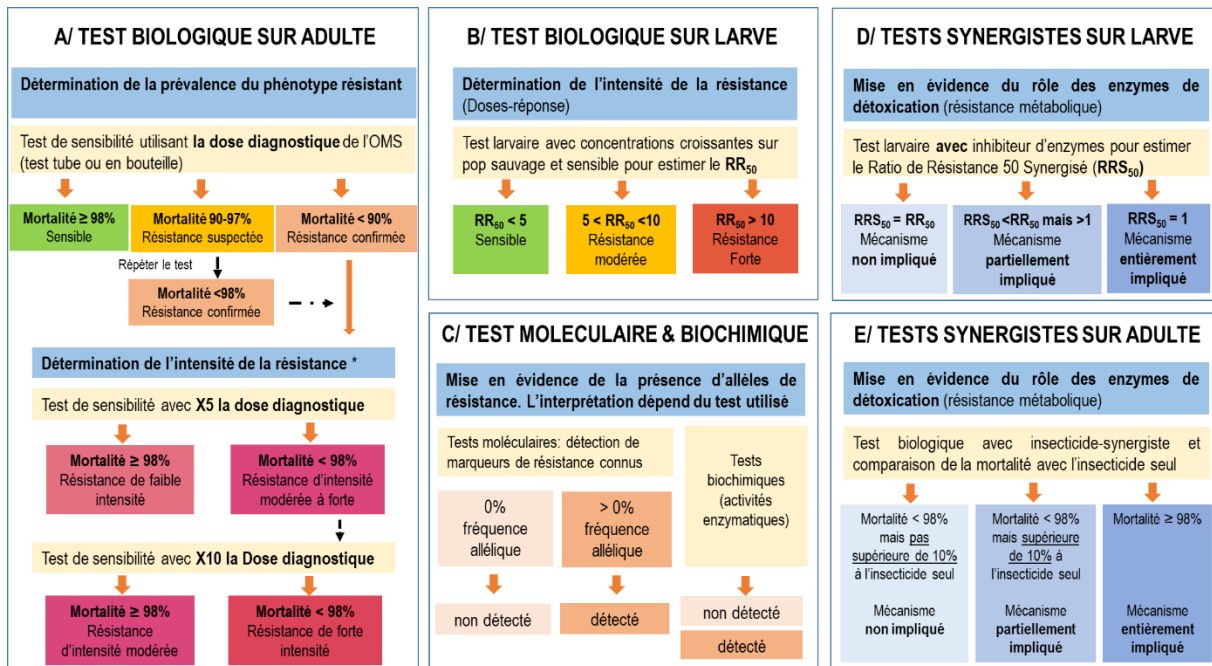 A/ TEST BIOLOGIQUE SUR ADULTE
Détermination de la prévalence du phénotype résistant
Test de sensibilité utilisant la dose diagnostique de l'OMS
(test tube ou en bouteille)
Mortalité ≥ 98%
Sensible
Mortalité 90-97%
Résistance suspectée
Mortalité < 90%
Résistance confirmée
Répéter le test
Mortalité <98%
Résistance confirmée
Détermination de l'intensité de la résistance *
Test de sensibilité avec X5 la dose diagnostique
Mortalité ≥ 98%
Résistance de faible
intensité
Mortalité < 98%
Résistance d'intensité
modérée à forte
Test de sensibilité avec X10 la Dose diagnostique
Mortalité ≥ 98%
Résistance
d'intensité modérée
Mortalité < 98%
Résistance de forte
intensité
B/ TEST BIOLOGIQUE SUR LARVE
Détermination de l'intensité de la résistance
(Doses-réponse)
Test larvaire avec concentrations croissantes sur
pop sauvage et sensible pour estimer le RR50
RR50 < 5
Sensible
5 < RR50 <10
Résistance
modérée
RR50 > 10
Résistance
Forte
C/ TEST MOLECULAIRE & BIOCHIMIQUE
Mise en évidence de la présence d'allèles de
résistance. L'interprétation dépend du test utilisé
Tests moléculaires: détection de
marqueurs de résistance connus
0%
fréquence
allélique
> 0%
fréquence
allélique
Tests
biochimiques
(activités
enzymatiques)
non détecté
détecté
non détecté
détecté
D/ TESTS SYNERGISTES SUR LARVE
Mise en évidence du rôle des enzymes de
détoxication (résistance métabolique)
Test larvaire avec inhibiteur d'enzymes pour estimer
le Ratio de Résistance 50 Synergisé (RRS50)
RRS50 = RR50
Mécanisme
non impliqué
RRS50 <RR50 mais >1
Mécanisme
partiellement
impliqué
RRS50 = 1
Mécanisme
entièrement
impliqué
E/ TESTS SYNERGISTES SUR ADULTE
Mise en évidence du rôle des enzymes de
détoxication (résistance métabolique)
Test biologique avec insecticide-synergiste et
comparaison de la mortalité avec l'insecticide seul
Mortalité < 98%
mais pas
supérieure de 10%
à l'insecticide seul
Mécanisme
non impliqué
Mortalité < 98%
mais supérieure
de 10% à
l'insecticide seul
Mécanisme
partiellement
impliqué
Mortalité ≥ 98%
Mécanisme
entièrement
impliqué